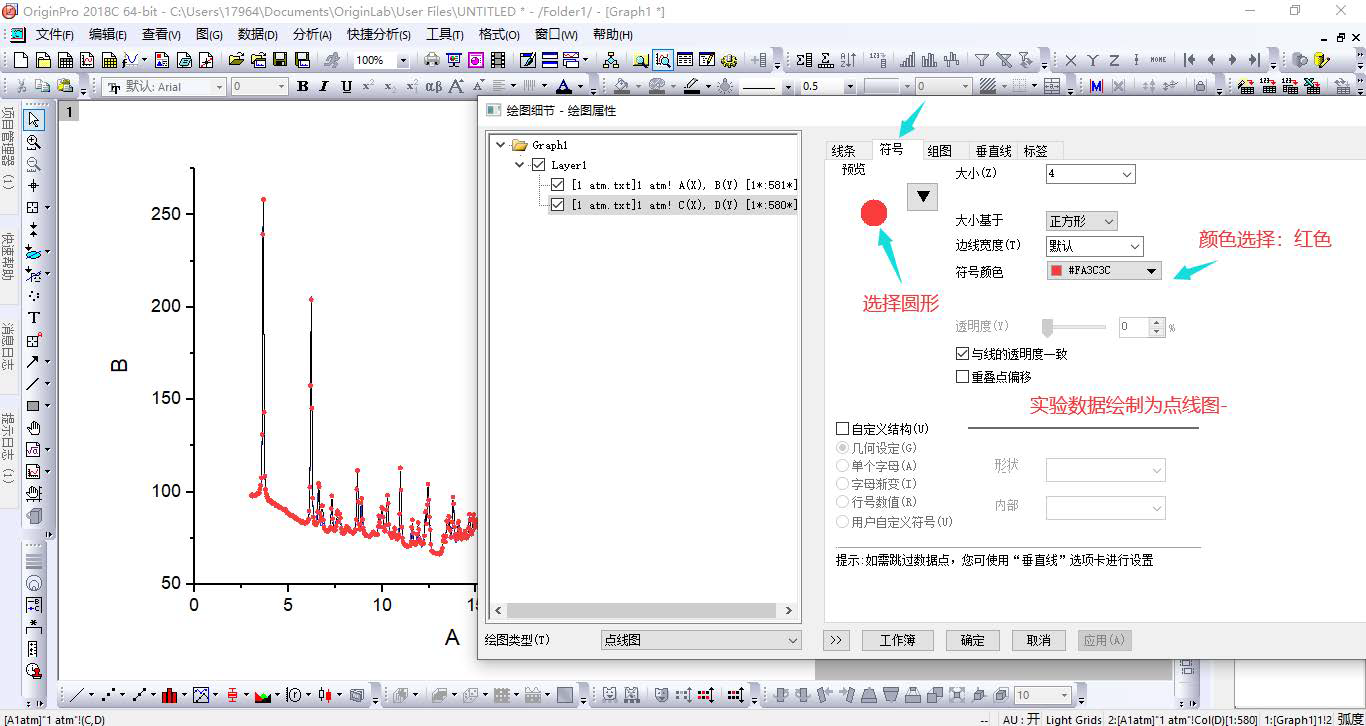 OriginPro 2018C 64-bit - C:\Users\17964\Documents\OriginLab\User Files\UNTITLED * - /Folder1/ - [Graph1 *]
文件(F) 编辑(E) 查看(V) 图(G) 数据(D) 分析(A) 快捷分析(S) 工具(T) 格式(O) 窗口(W) 帮助(H)
100%
默认: Arial 0 B I U αβ A A 0.5 0
项目管理器 (1)
快速帮助
消息日志
提示日志 (1)
1
绘图细节 - 绘图属性
Graph1
Layer1
[1 atm.txt]1 atm! A(X), B(Y) [1*:581*]
[1 atm.txt]1 atm! C(X), D(Y) [1*:580*]
线条 符号 组图 垂直线 标签
预览
大小(Z) 4
大小基于 正方形
边线宽度(T) 默认
符号颜色 #FA3C3C
颜色选择：红色
选择圆形
透明度(Y) 0 %
与线的透明度一致
重叠点偏移
实验数据绘制为点线图-
自定义结构(U)
几何设定(G)
单个字母(A)
字母渐变(I)
行号数值(R)
用户自定义符号(U)
形状
内部
提示:如需跳过数据点，您可使用“垂直线”选项卡进行设置
绘图类型(T) 点线图
>> 工作簿 确定 取消 应用(A)
250
200
150
100
50
0 5 10 15
B
A
10
[A1atm]"1 atm"!(C,D) -- AU : 开 Light Grids 2:[A1atm]"1 atm"!Col(D)[1:580] 1:[Graph1]1!2 弧度